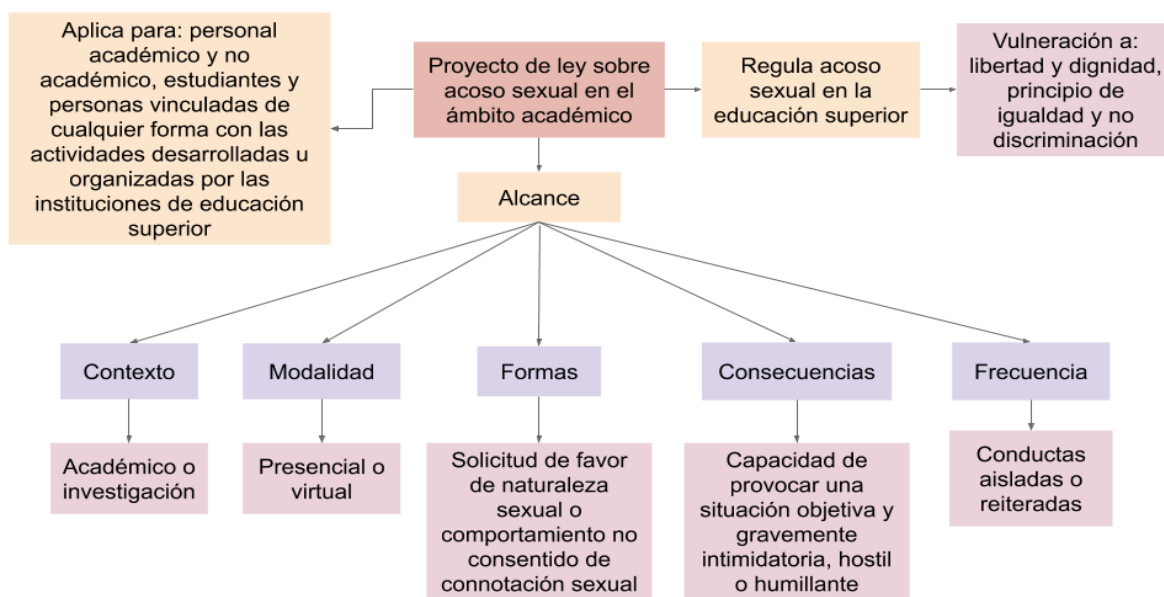 Aplica para: personal
académico y no
académico, estudiantes y
personas vinculadas de
cualquier forma con las
actividades desarrolladas u
organizadas por las
instituciones de educación
superior
Proyecto de ley sobre
acoso sexual en el
ámbito académico
Regula acoso
sexual en la
educación superior
Vulneración a:
libertad y dignidad,
principio de
igualdad y no
discriminación
Alcance
Contexto
Modalidad
Formas
Consecuencias
Frecuencia
Académico o
investigación
Presencial o
virtual
Solicitud de favor
de naturaleza
sexual o
comportamiento no
consentido de
connotación sexual
Capacidad de
provocar una
situación objetiva y
gravemente
intimidatoria, hostil
o humillante
Conductas
aisladas o
reiteradas